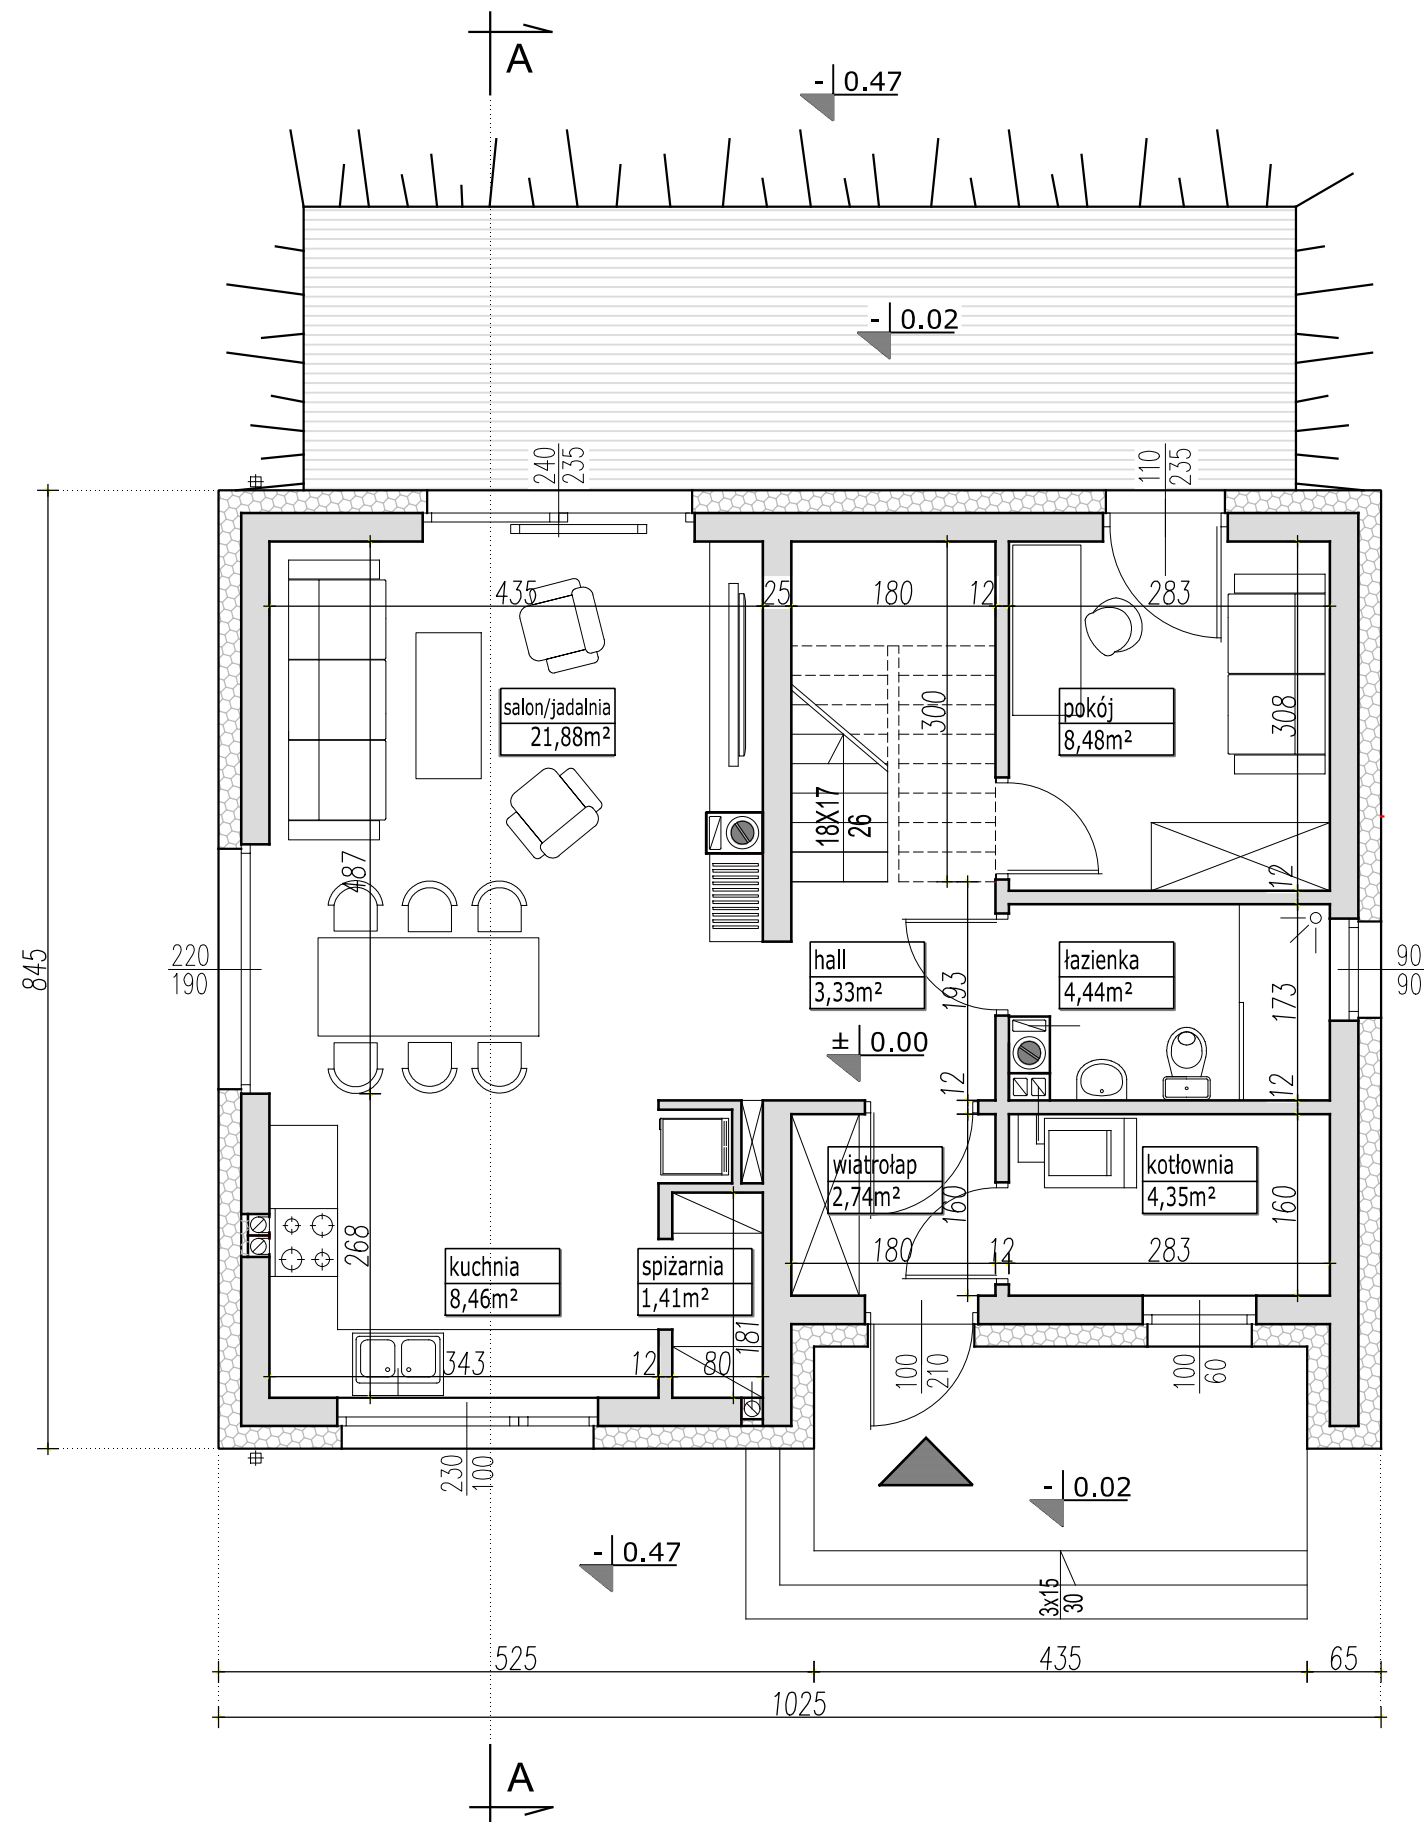 A
- 0.47
- 0.02
240
235
110
235
435
25
180
12
283
salon/jadalnia
21,88m²
300
pokój
8,48m²
308
18X17
26
487
12
845
220
190
hall
3,33m²
193
łazienka
4,44m²
173
90
90
± 0.00
12
12
wiatrołap
2,74m²
160
kotłownia
4,35m²
160
268
180
12
283
kuchnia
8,46m²
spiżarnia
1,41m²
181
343
12
80
100
210
100
60
230
100
- 0.02
- 0.47
3x15
30
525
435
65
1025
A